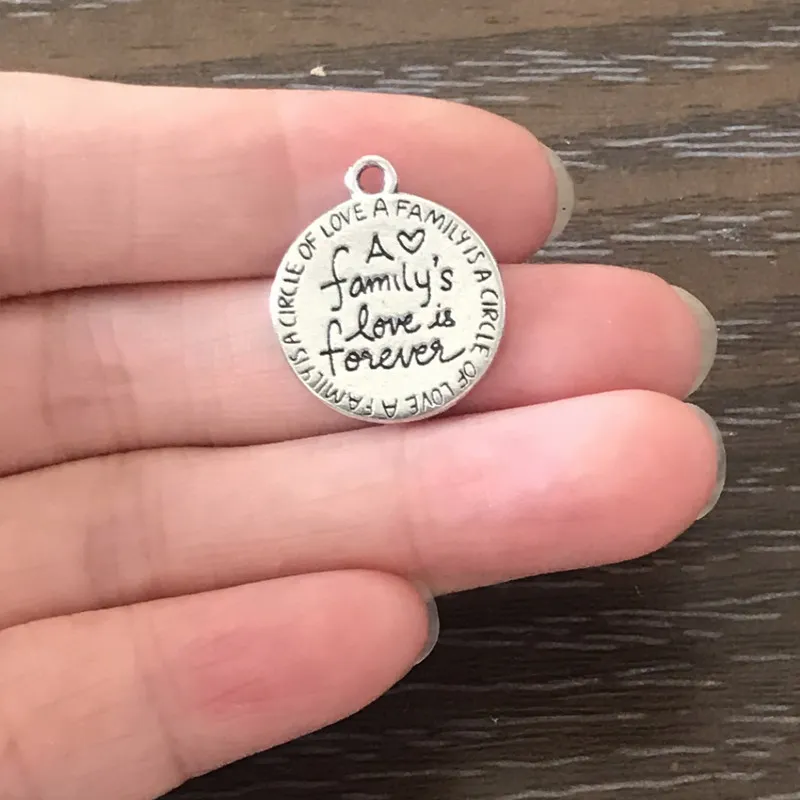 A ♡
family's
love is
forever
A FAMILY IS A CIRCLE OF LOVE A FAMILY IS A CIRCLE OF LOVE